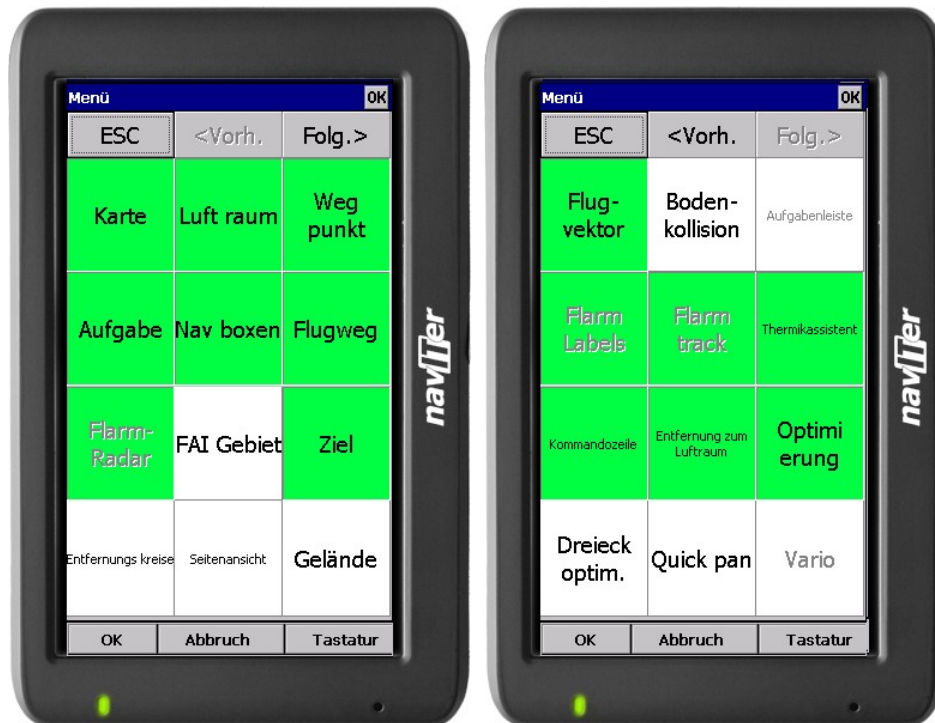 Menü OK
ESC <Vorh. Folg.>
Karte Luft raum Weg
punkt
Aufgabe Nav boxen Flugweg
Flarm-
Radar
FAI Gebiet Ziel
Entfernungs kreise Seitenansicht Gelände
OK Abbruch Tastatur
naviter
Menü OK
ESC <Vorh. Folg.>
Flug-
vektor
Boden-
kollision
Aufgabenleiste
Flarm
Labels
Flarm
track
Thermikassistent
Kommandozeile
Entfernung zum
Luftraum
Optimi
erung
Dreieck
optim.
Quick pan Vario
OK Abbruch Tastatur
naviter